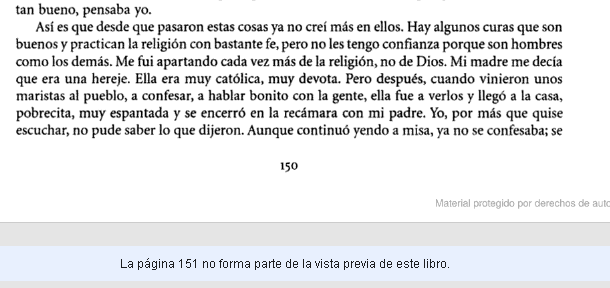 tan bueno, pensaba yo.
Así es que desde que pasaron estas cosas ya no creí más en ellos. Hay algunos curas que son
buenos y practican la religión con bastante fe, pero no les tengo confianza porque son hombres
como los demás. Me fui apartando cada vez más de la religión, no de Dios. Mi madre me decía
que era una hereje. Ella era muy católica, muy devota. Pero después, cuando vinieron unos
maristas al pueblo, a confesar, a hablar bonito con la gente, ella fue a verlos y llegó a la casa,
pobrecita, muy espantada y se encerró en la recámara con mi padre. Yo, por más que quise
escuchar, no pude saber lo que dijeron. Aunque continuó yendo a misa, ya no se confesaba; se
150
Material protegido por derechos de auto
La página 151 no forma parte de la vista previa de este libro.